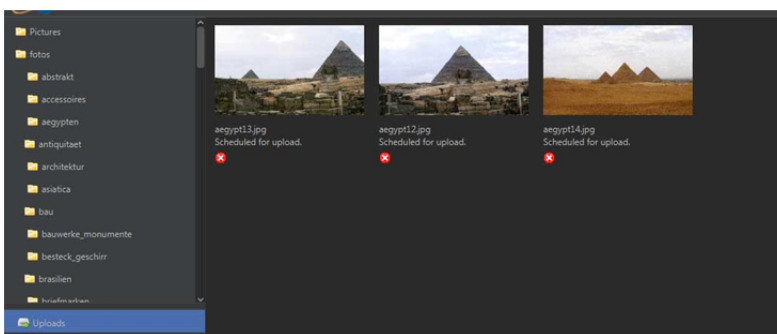 Pictures
fotos
abstrakt
accessoires
aegypten
antiquitaet
architektur
asiatica
bau
bauwerke_monumente
besteck_geschirr
brasilien
briefmarken
Uploads
aegypt13.jpg
Scheduled for upload.
aegypt12.jpg
Scheduled for upload.
aegypt14.jpg
Scheduled for upload.